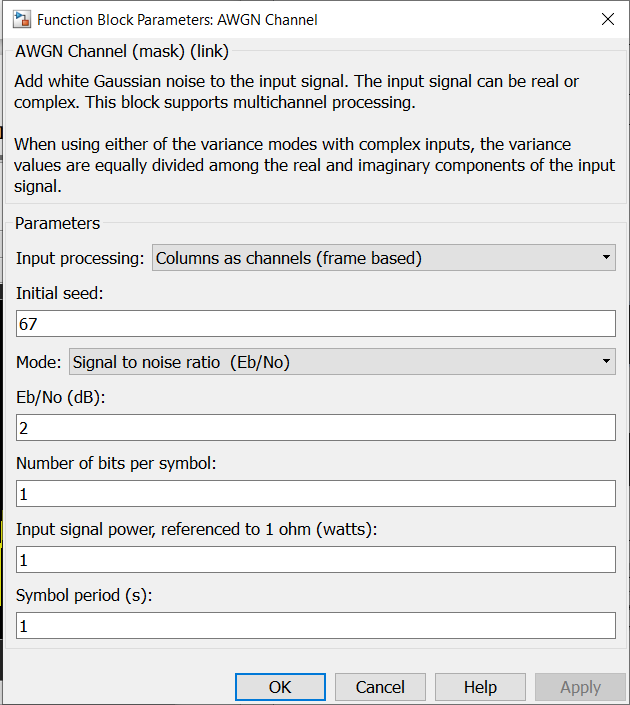 Function Block Parameters: AWGN Channel
AWGN Channel (mask) (link)
Add white Gaussian noise to the input signal. The input signal can be real or
complex. This block supports multichannel processing.
When using either of the variance modes with complex inputs, the variance
values are equally divided among the real and imaginary components of the input
signal.
Parameters
Input processing: Columns as channels (frame based)
Initial seed:
67
Mode: Signal to noise ratio  (Eb/No)
Eb/No (dB):
2
Number of bits per symbol:
1
Input signal power, referenced to 1 ohm (watts):
1
Symbol period (s):
1
OK Cancel Help Apply